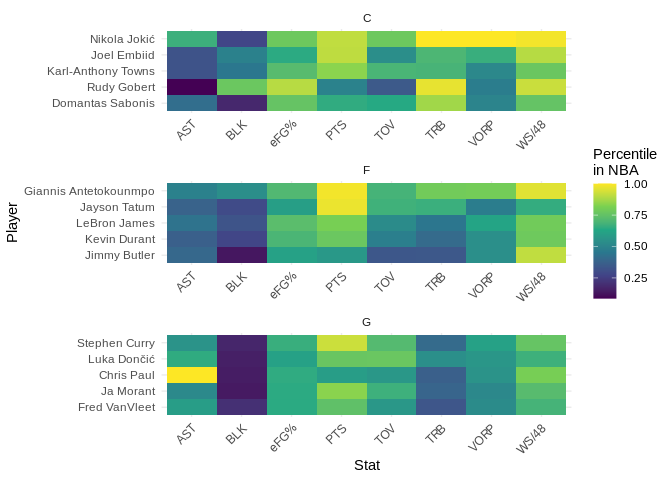 C
Nikola Jokić
Joel Embiid
Karl-Anthony Towns
Rudy Gobert
Domantas Sabonis
AST BLK eFG% PTS TOV TRB VORP WS/48
F
Giannis Antetokounmpo
Jayson Tatum
LeBron James
Kevin Durant
Jimmy Butler
AST BLK eFG% PTS TOV TRB VORP WS/48
G
Stephen Curry
Luka Dončić
Chris Paul
Ja Morant
Fred VanVleet
AST BLK eFG% PTS TOV TRB VORP WS/48
Stat
Player
Percentile
in NBA
1.00
0.75
0.50
0.25